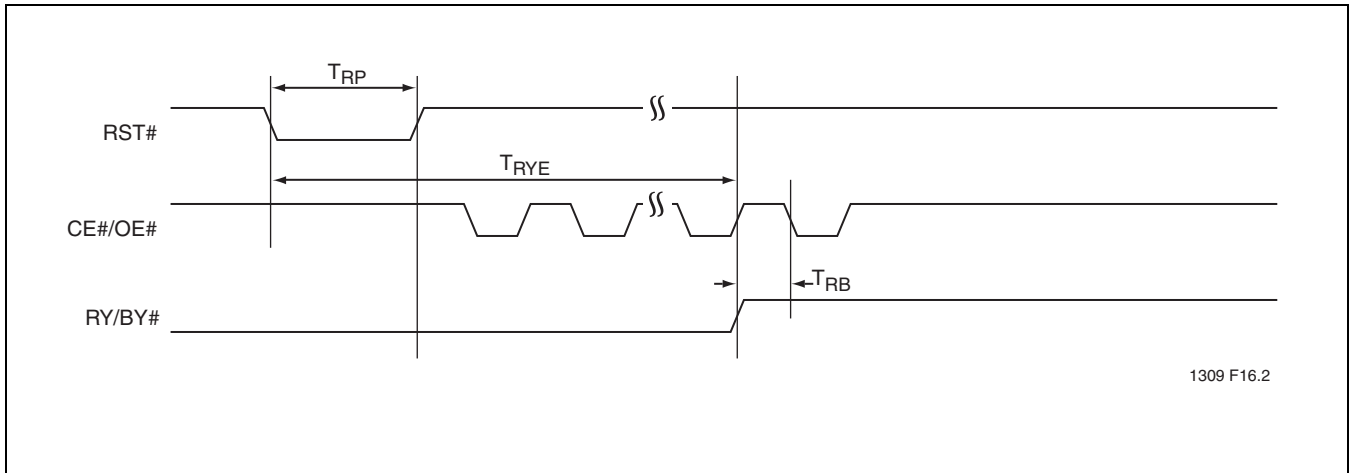 TRP
RST#
TRYE
CE#/OE#
TRB
RY/BY#
1309 F16.2